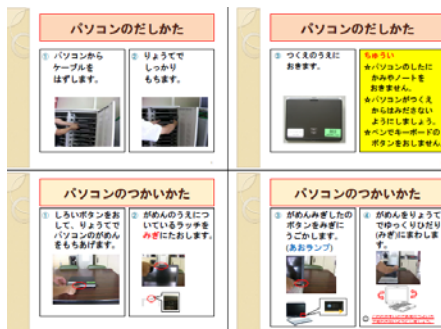 パソコンのだしかた
① パソコンから
ケーブルを
はずします。
② りょうてで
しっかり
もちます。
パソコンのだしかた
③ つくえのうえに
おきます。
ちゅうい
★パソコンのしたに
かみやノートを
おきません。
★パソコンがつくえ
からはみださない
ようにしましょう。
★ペンでキーボードの
ボタンをおしません
パソコンのつかいかた
① しろいボタンをお
して、りょうてで
パソコンのがめん
をもちあげます。
② がめんのうえにつ
いているラッチを
みぎにたおします。
パソコンのつかいかた
③ がめんみぎしたの
ボタンをみぎに
うごかします。
(あおランプ)
④ がめんをりょうて
でゆっくりひだり
(みぎ)にまわしま
す。